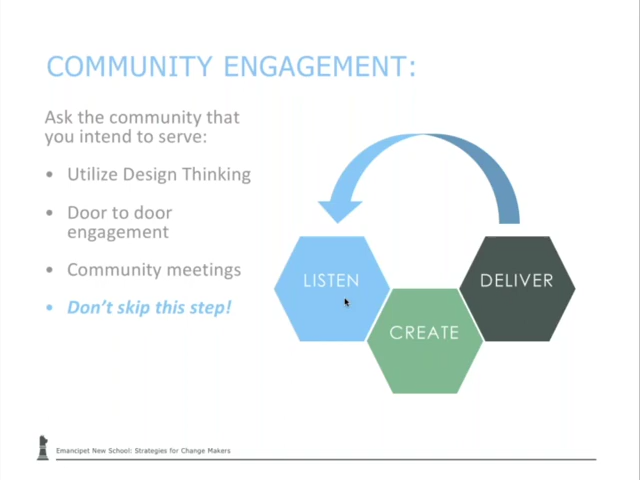 COMMUNITY ENGAGEMENT:
Ask the community that
you intend to serve:
• Utilize Design Thinking
• Door to door
engagement
• Community meetings
• Don't skip this step!
LISTEN
CREATE
DELIVER
Emancipet New School: Strategies for Change Makers